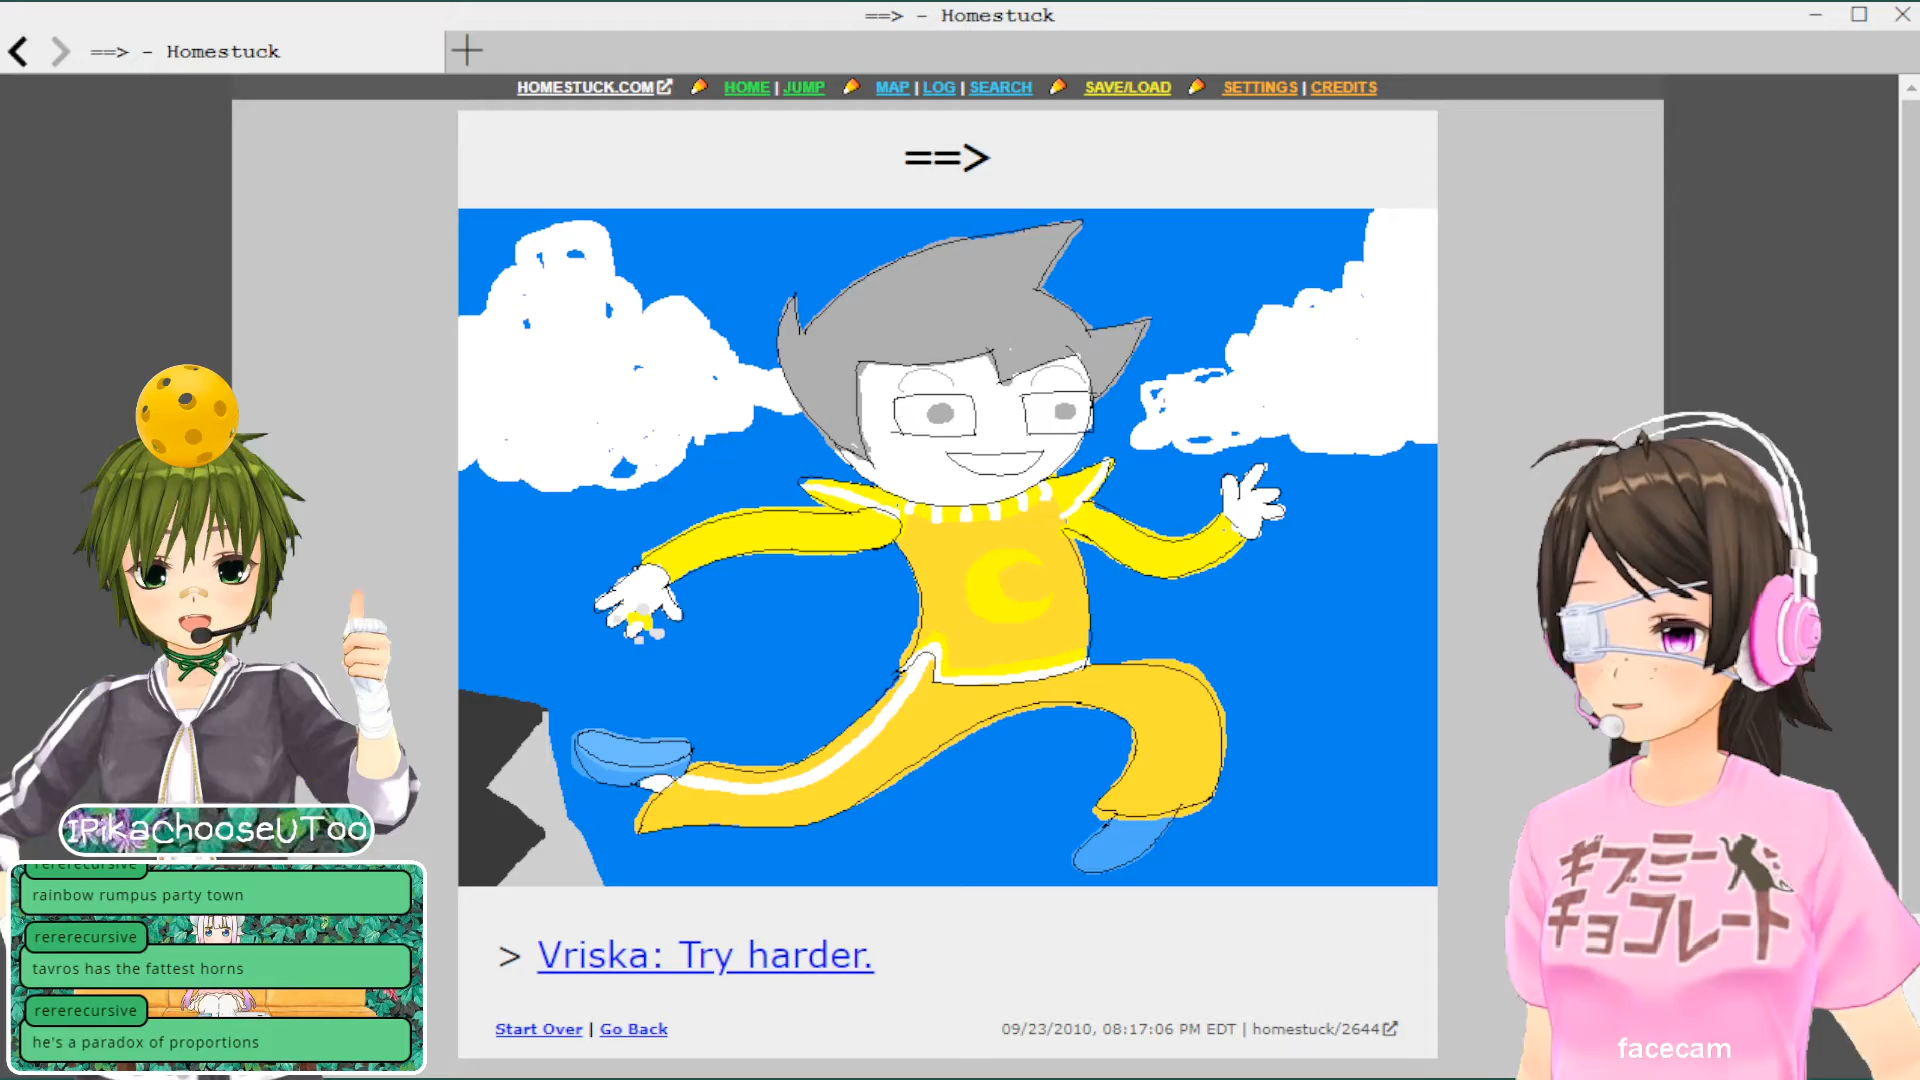 ==> - Homestuck
==> - Homestuck
HOMESTUCK.COM HOME | JUMP MAP | LOG | SEARCH SAVE/LOAD SETTINGS | CREDITS
==>
> Vriska: Try harder.
Start Over | Go Back
09/23/2010, 08:17:06 PM EDT | homestuck/2644
IPikachooseUToo
rererecursive
rainbow rumpus party town
rererecursive
tavros has the fattest horns
rererecursive
he's a paradox of proportions
ギブミー
チョコレート
facecam